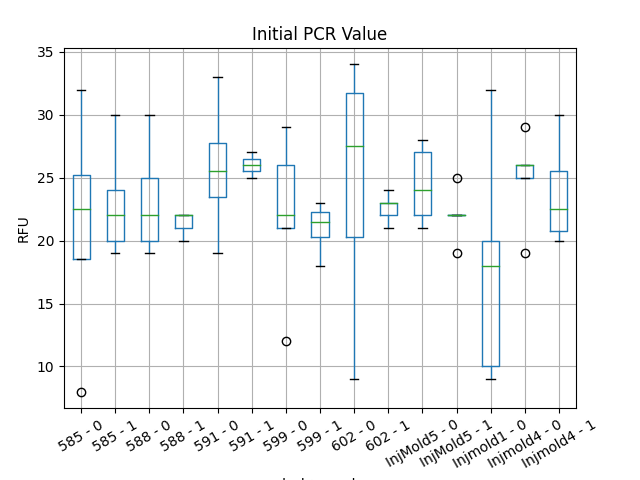 Initial PCR Value
RFU
35
30
25
20
15
10
585 - 0
585 - 1
588 - 0
588 - 1
591 - 0
591 - 1
599 - 0
599 - 1
602 - 0
602 - 1
InjMold5 - 0
InjMold5 - 1
Injmold1 - 0
Injmold4 - 0
Injmold4 - 1